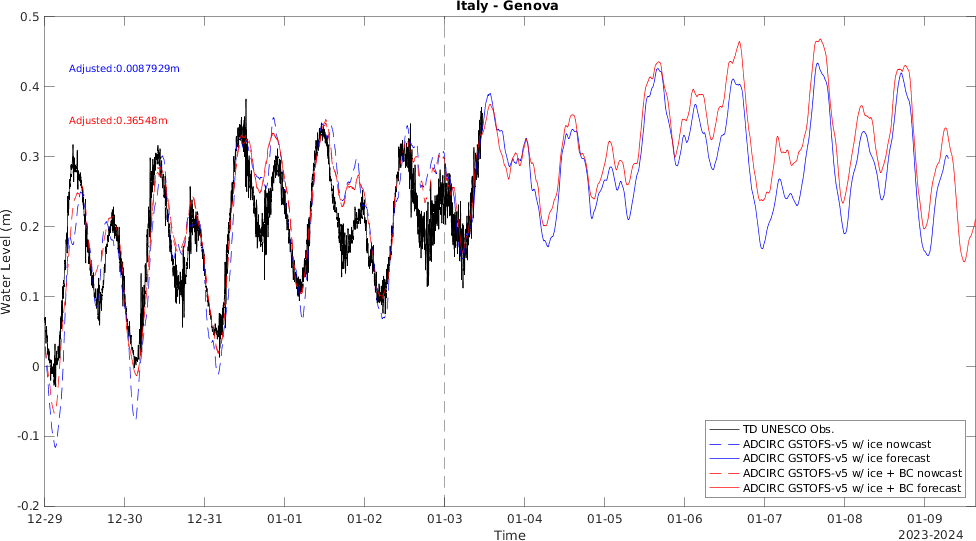 Italy - Genova
Adjusted:0.0087929m
Adjusted:0.36548m
Water Level (m)
0.5
0.4
0.3
0.2
0.1
0
-0.1
-0.2
TD UNESCO Obs.
ADCIRC GSTOFS-v5 w/ ice nowcast
ADCIRC GSTOFS-v5 w/ ice forecast
ADCIRC GSTOFS-v5 w/ ice + BC nowcast
ADCIRC GSTOFS-v5 w/ ice + BC forecast
12-29 12-30 12-31 01-01 01-02 01-03 01-04 01-05 01-06 01-07 01-08 01-09
Time
2023-2024